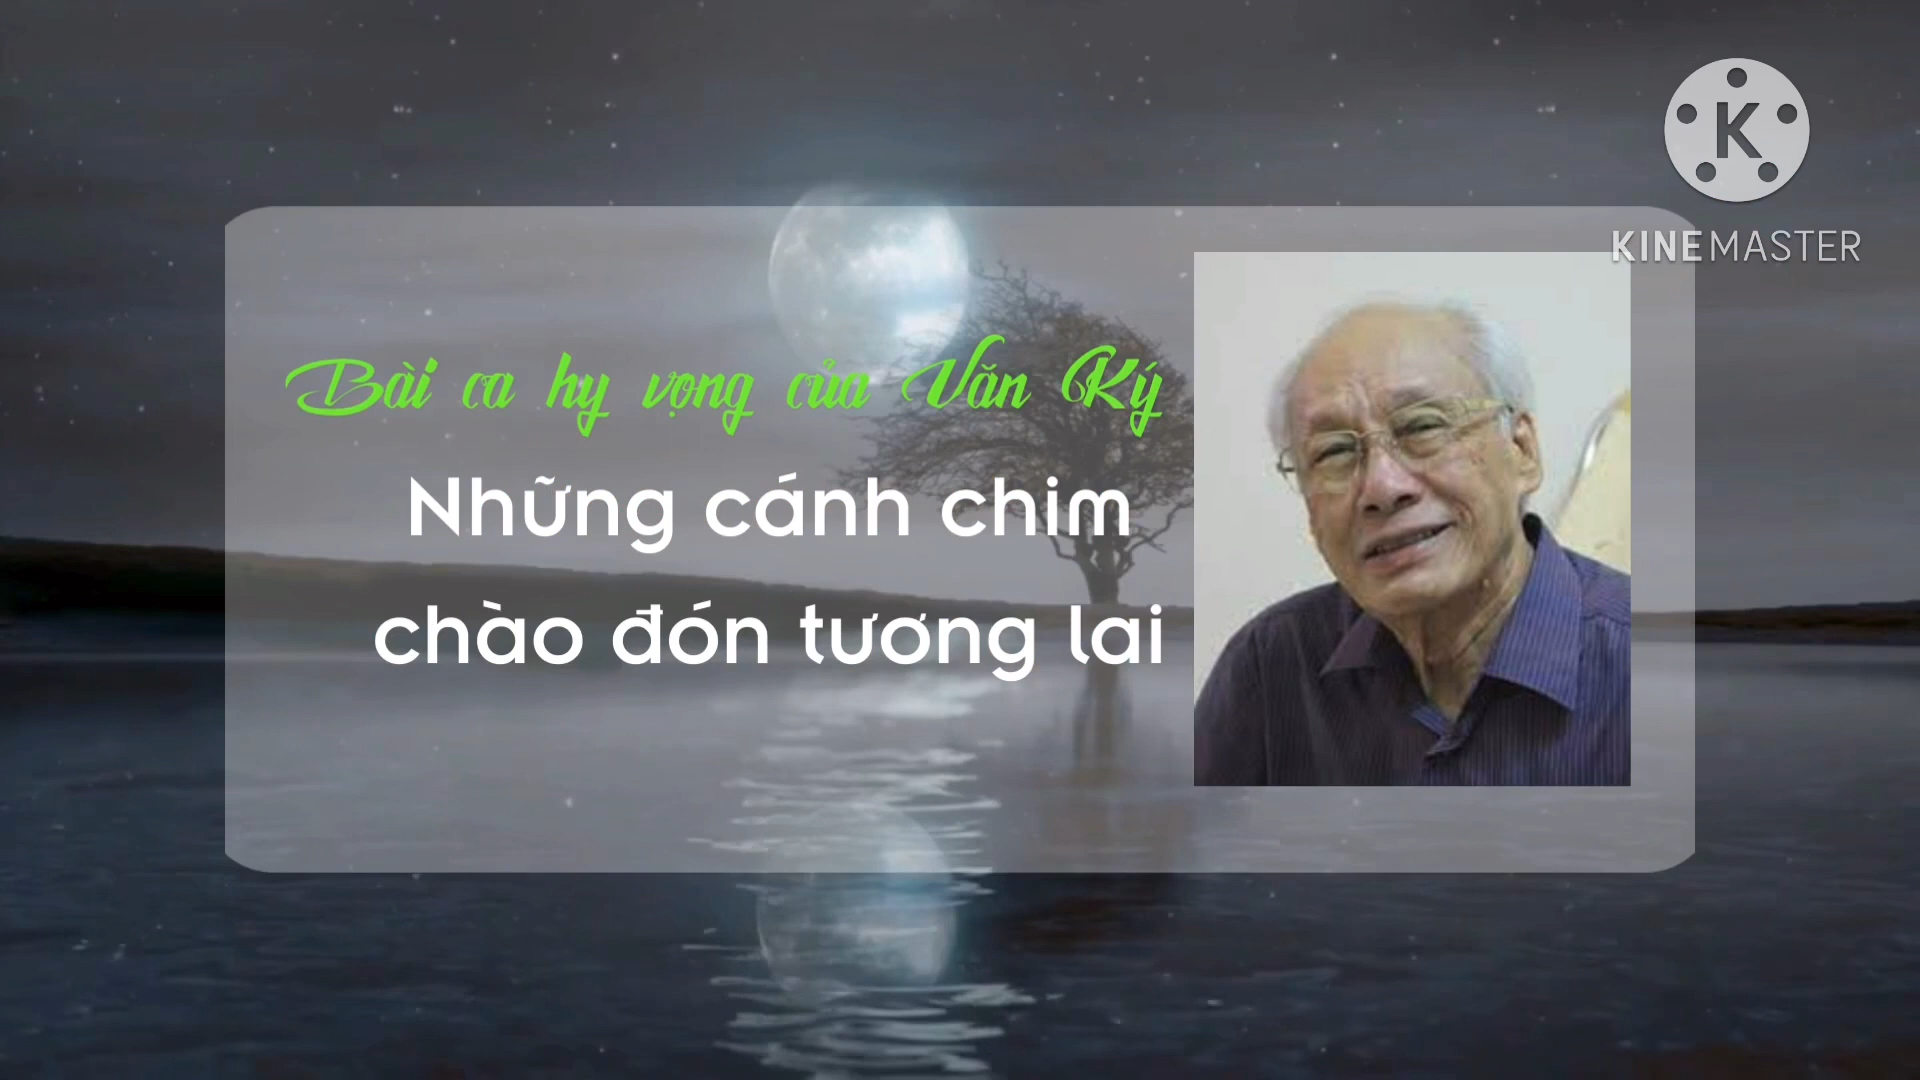 K
KINEMASTER
Bài ca hy vọng của Văn Ký
Những cánh chim
chào đón tương lai